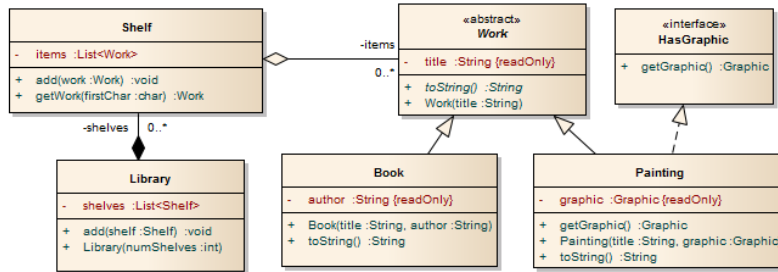 Shelf
- items :List<Work>
+ add(work :Work) :void
+ getWork(firstChar :char) :Work
-items
0..*
«abstract»
Work
- title :String {readOnly}
+ toString() :String
+ Work(title :String)
«interface»
HasGraphic
+ getGraphic() :Graphic
-shelves 0..*
Library
- shelves :List<Shelf>
+ add(shelf :Shelf) :void
+ Library(numShelves :int)
Book
- author :String {readOnly}
+ Book(title :String, author :String)
+ toString() :String
Painting
- graphic :Graphic {readOnly}
+ getGraphic() :Graphic
+ Painting(title :String, graphic :Graphic)
+ toString() :String